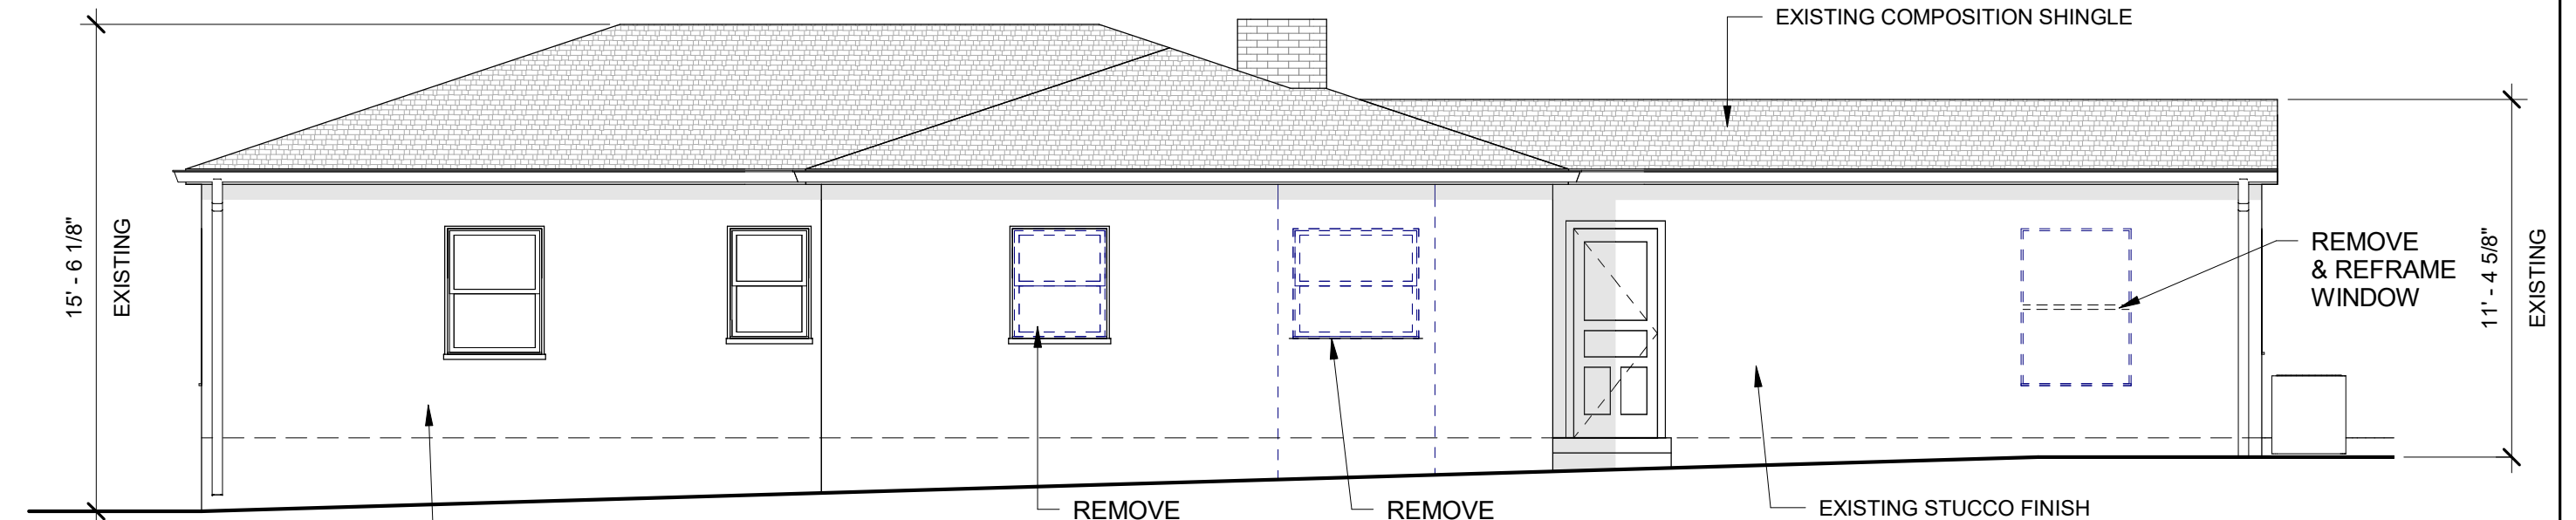 EXISTING COMPOSITION SHINGLE
15' - 6 1/8"
EXISTING
REMOVE
& REFRAME
WINDOW
11' - 4 5/8"
EXISTING
REMOVE
REMOVE
EXISTING STUCCO FINISH